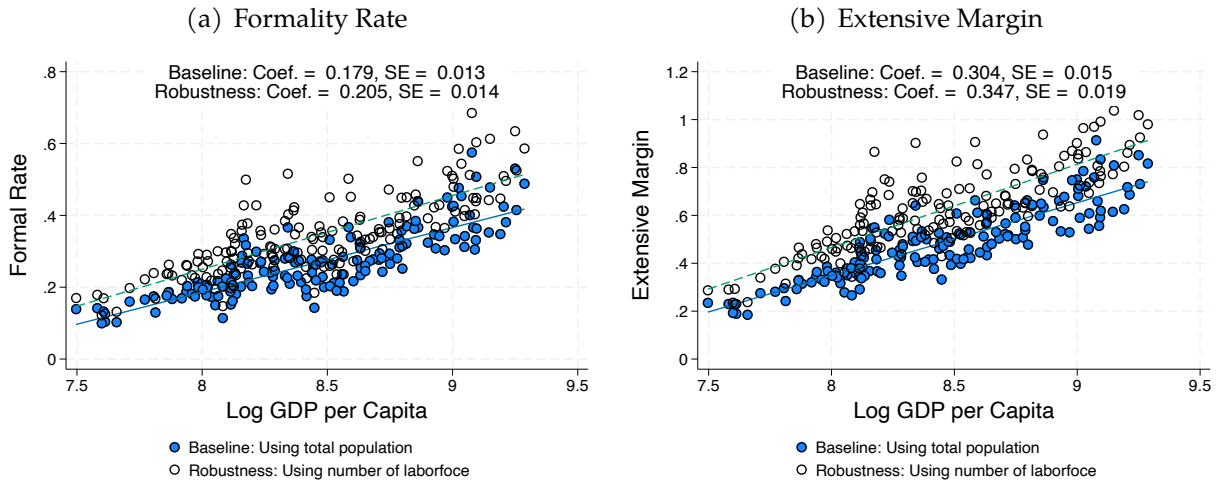 (a) Formality Rate
Baseline: Coef. = 0.179, SE = 0.013
Robustness: Coef. = 0.205, SE = 0.014
Formal Rate
.8
.6
.4
.2
0
7.5 8 8.5 9 9.5
Log GDP per Capita
Baseline: Using total population
Robustness: Using number of laborfoce
(b) Extensive Margin
Baseline: Coef. = 0.304, SE = 0.015
Robustness: Coef. = 0.347, SE = 0.019
Extensive Margin
1.2
1
.8
.6
.4
.2
0
7.5 8 8.5 9 9.5
Log GDP per Capita
Baseline: Using total population
Robustness: Using number of laborfoce